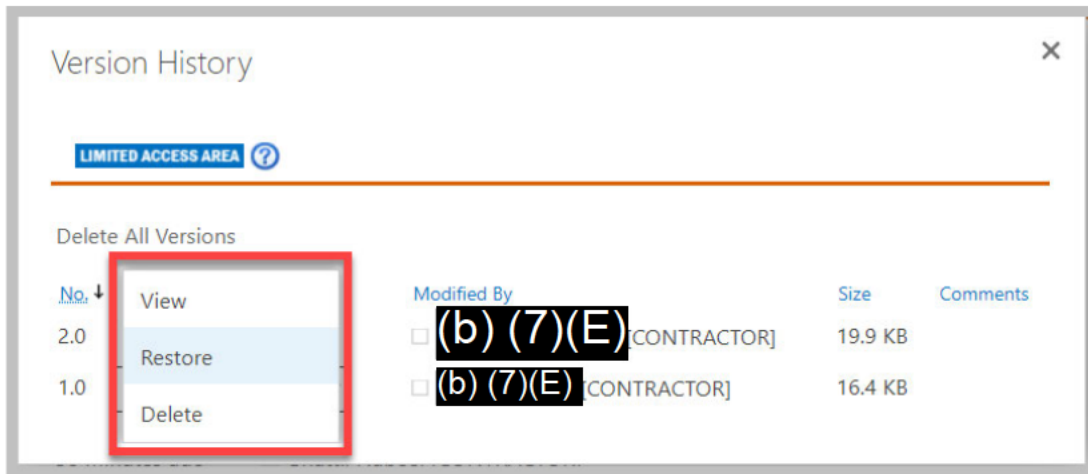 Version History
LIMITED ACCESS AREA ?
Delete All Versions
No. View Modified By Size Comments
2.0 (b) (7)(E) [CONTRACTOR] 19.9 KB
Restore
1.0 (b) (7)(E) [CONTRACTOR] 16.4 KB
Delete